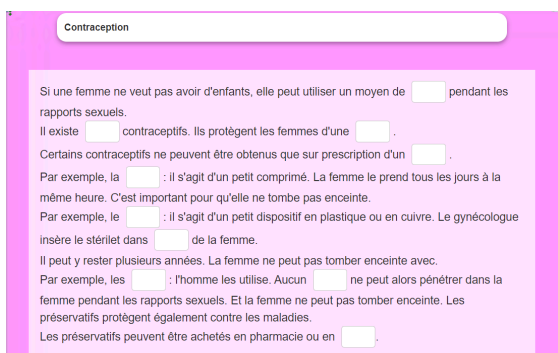 Contraception
Si une femme ne veut pas avoir d'enfants, elle peut utiliser un moyen de pendant les
rapports sexuels.
Il existe contraceptifs. Ils protègent les femmes d'une .
Certains contraceptifs ne peuvent être obtenus que sur prescription d'un .
Par exemple, la : il s'agit d'un petit comprimé. La femme le prend tous les jours à la
même heure. C'est important pour qu'elle ne tombe pas enceinte.
Par exemple, le : il s'agit d'un petit dispositif en plastique ou en cuivre. Le gynécologue
insère le stérilet dans de la femme.
Il peut y rester plusieurs années. La femme ne peut pas tomber enceinte avec.
Par exemple, les : l'homme les utilise. Aucun ne peut alors pénétrer dans la
femme pendant les rapports sexuels. Et la femme ne peut pas tomber enceinte. Les
préservatifs protègent également contre les maladies.
Les préservatifs peuvent être achetés en pharmacie ou en .